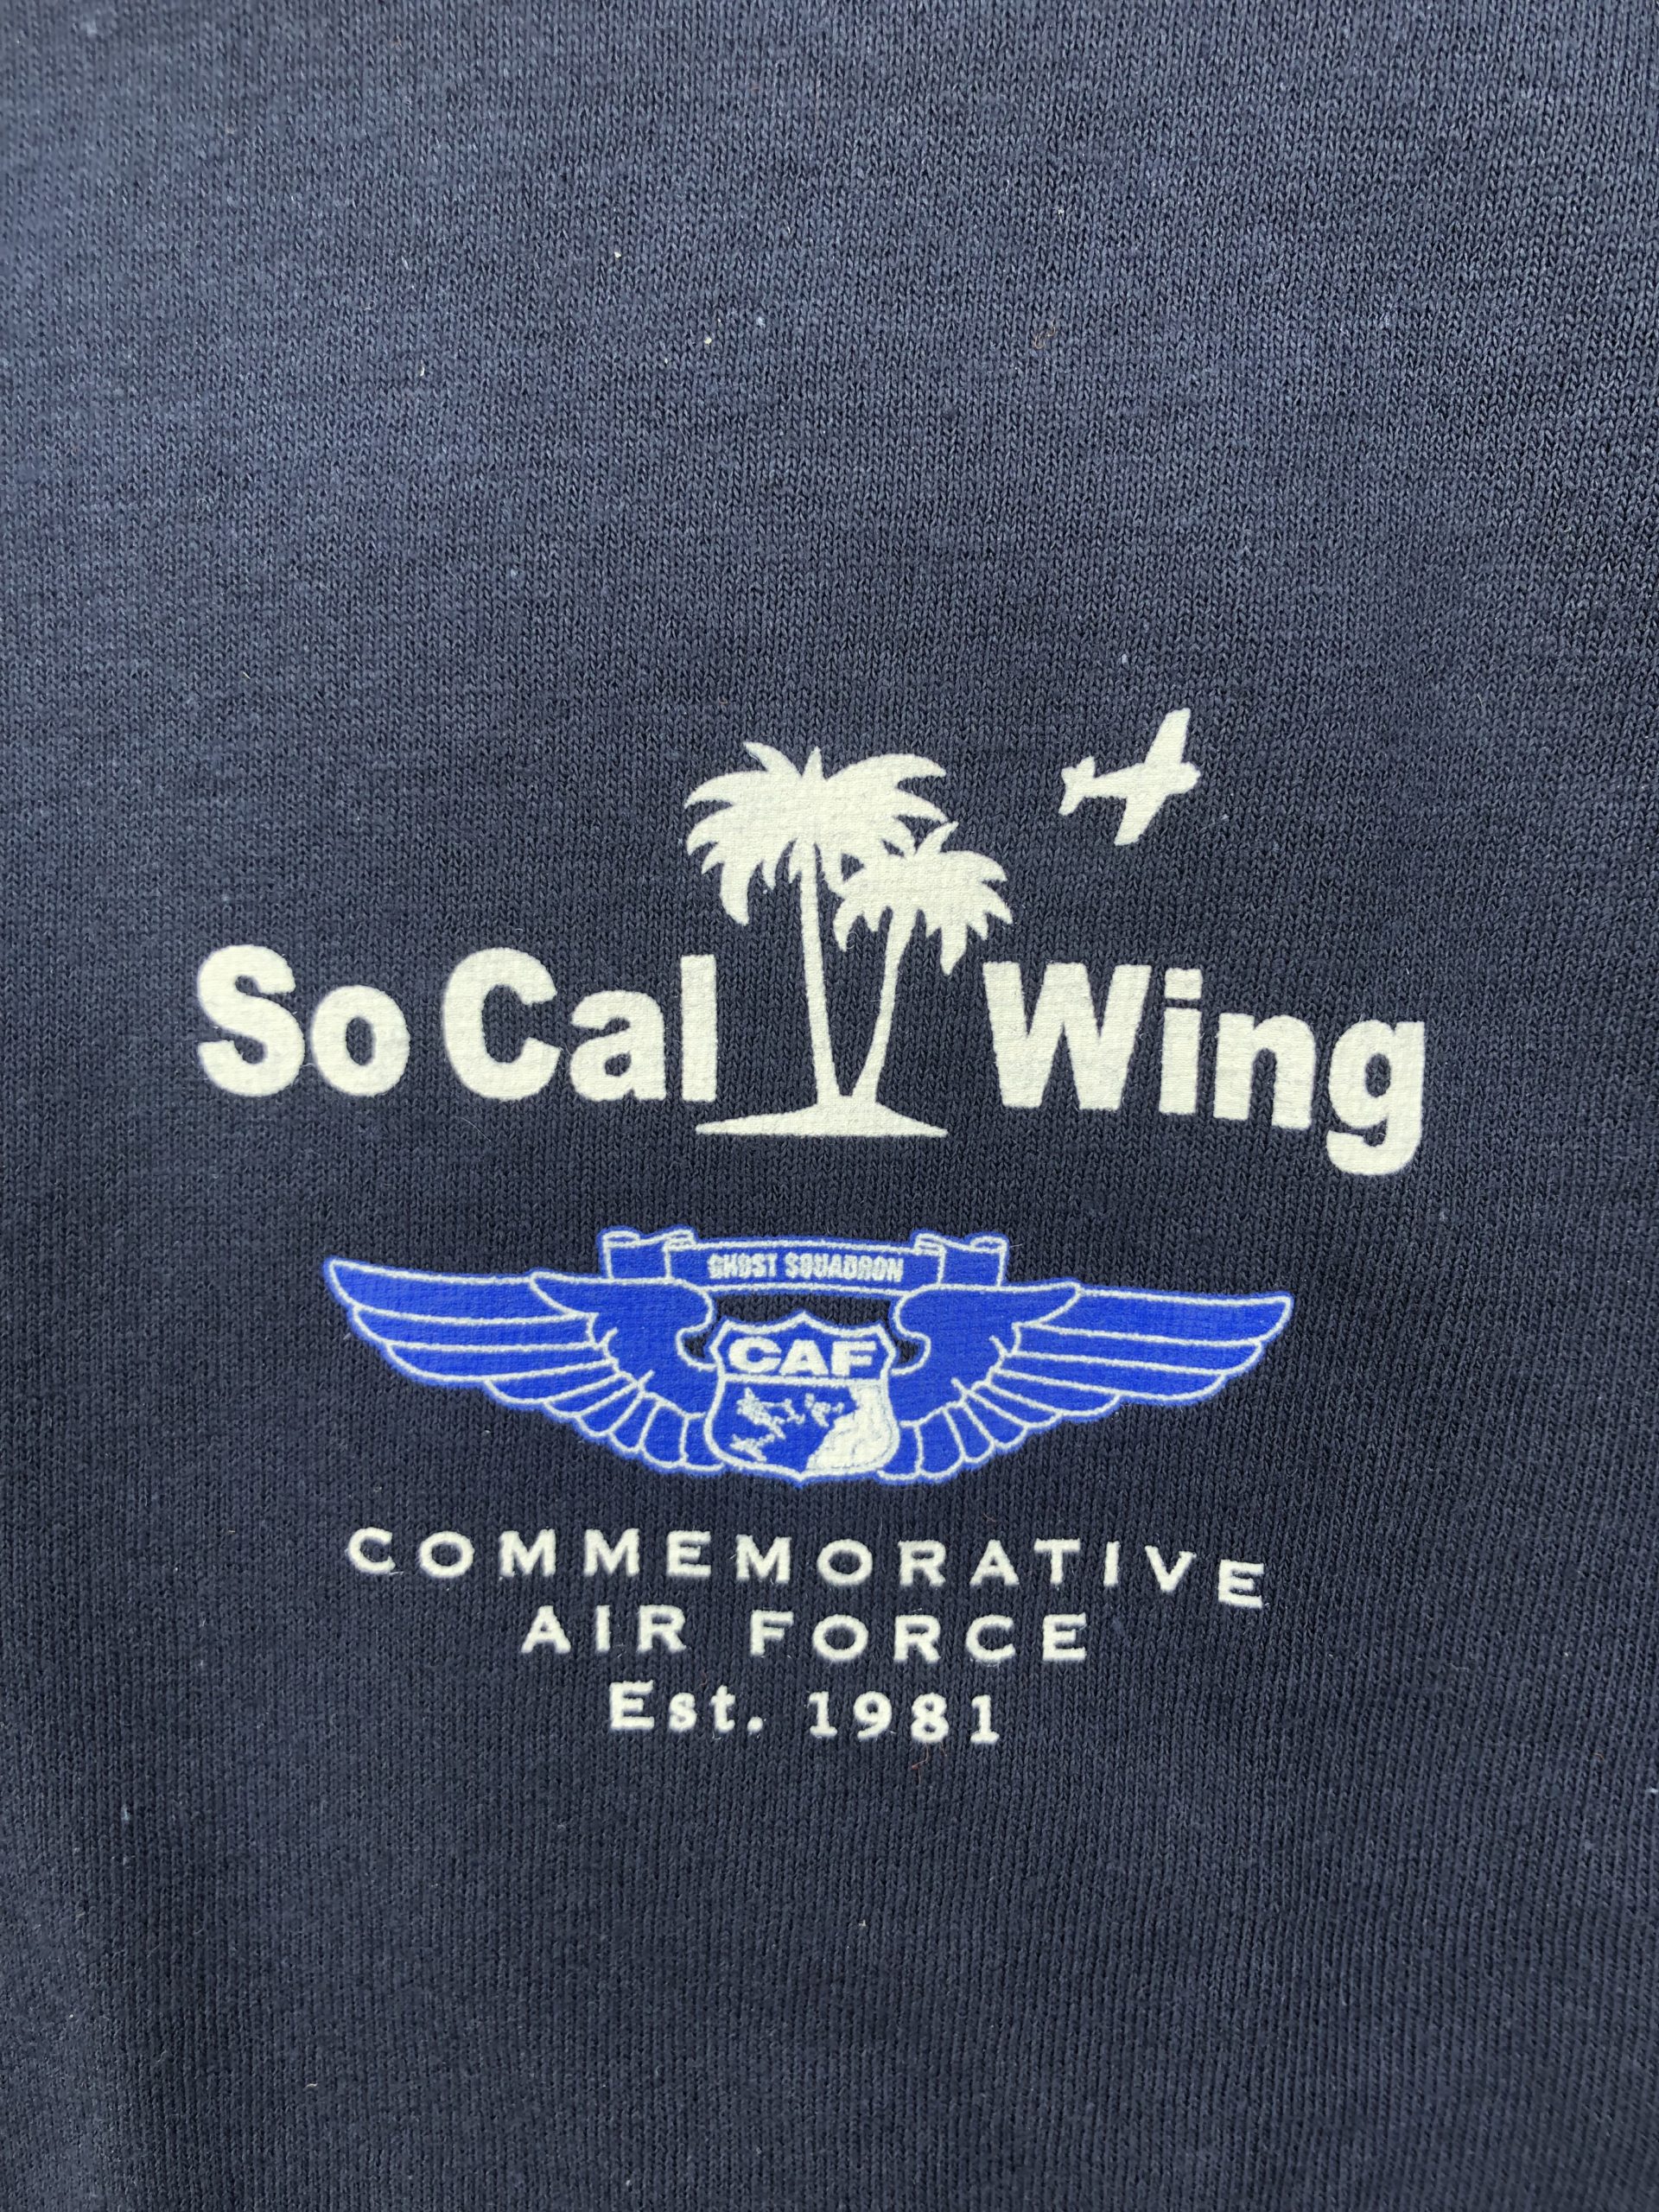 So Cal Wing
GHOST SQUADRON
CAF
COMMEMORATIVE
AIR FORCE
Est. 1981